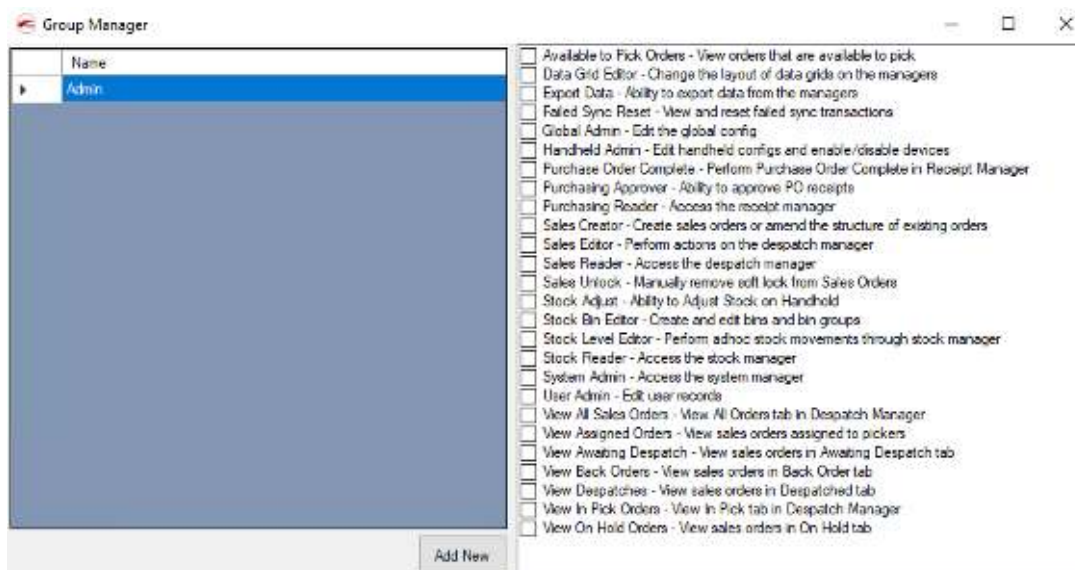 Group Manager
Name
Admin
Available to Pick Orders - View orders that are available to pick
Data Grid Editor - Change the layout of data grids on the managers
Export Data - Ability to export data from the managers
Failed Sync Reset - View and reset failed sync transactions
Global Admin - Edit the global config
Handheld Admin - Edit handheld configs and enable/disable devices
Purchase Order Complete - Perform Purchase Order Complete in Receipt Manager
Purchasing Approver - Ability to approve PO receipts
Purchasing Reader - Access the receipt manager
Sales Creator - Create sales orders or amend the structure of existing orders
Sales Editor - Perform actions on the despatch manager
Sales Reader - Access the despatch manager
Sales Unlock - Manually remove soft lock from Sales Orders
Stock Adjust - Ability to Adjust Stock on Handheld
Stock Bin Editor - Create and edit bins and bin groups
Stock Level Editor - Perform adhoc stock movements through stock manager
Stock Reader - Access the stock manager
System Admin - Access the system manager
User Admin - Edit user records
View All Sales Orders - View All Orders tab in Despatch Manager
View Assigned Orders - View sales orders assigned to pickers
View Awaiting Despatch - View sales orders in Awaiting Despatch tab
View Back Orders - View sales orders in Back Order tab
View Despatches - View sales orders in Despatched tab
View In Pick Orders - View In Pick tab in Despatch Manager
View On Hold Orders - View sales orders in On Hold tab
Add New